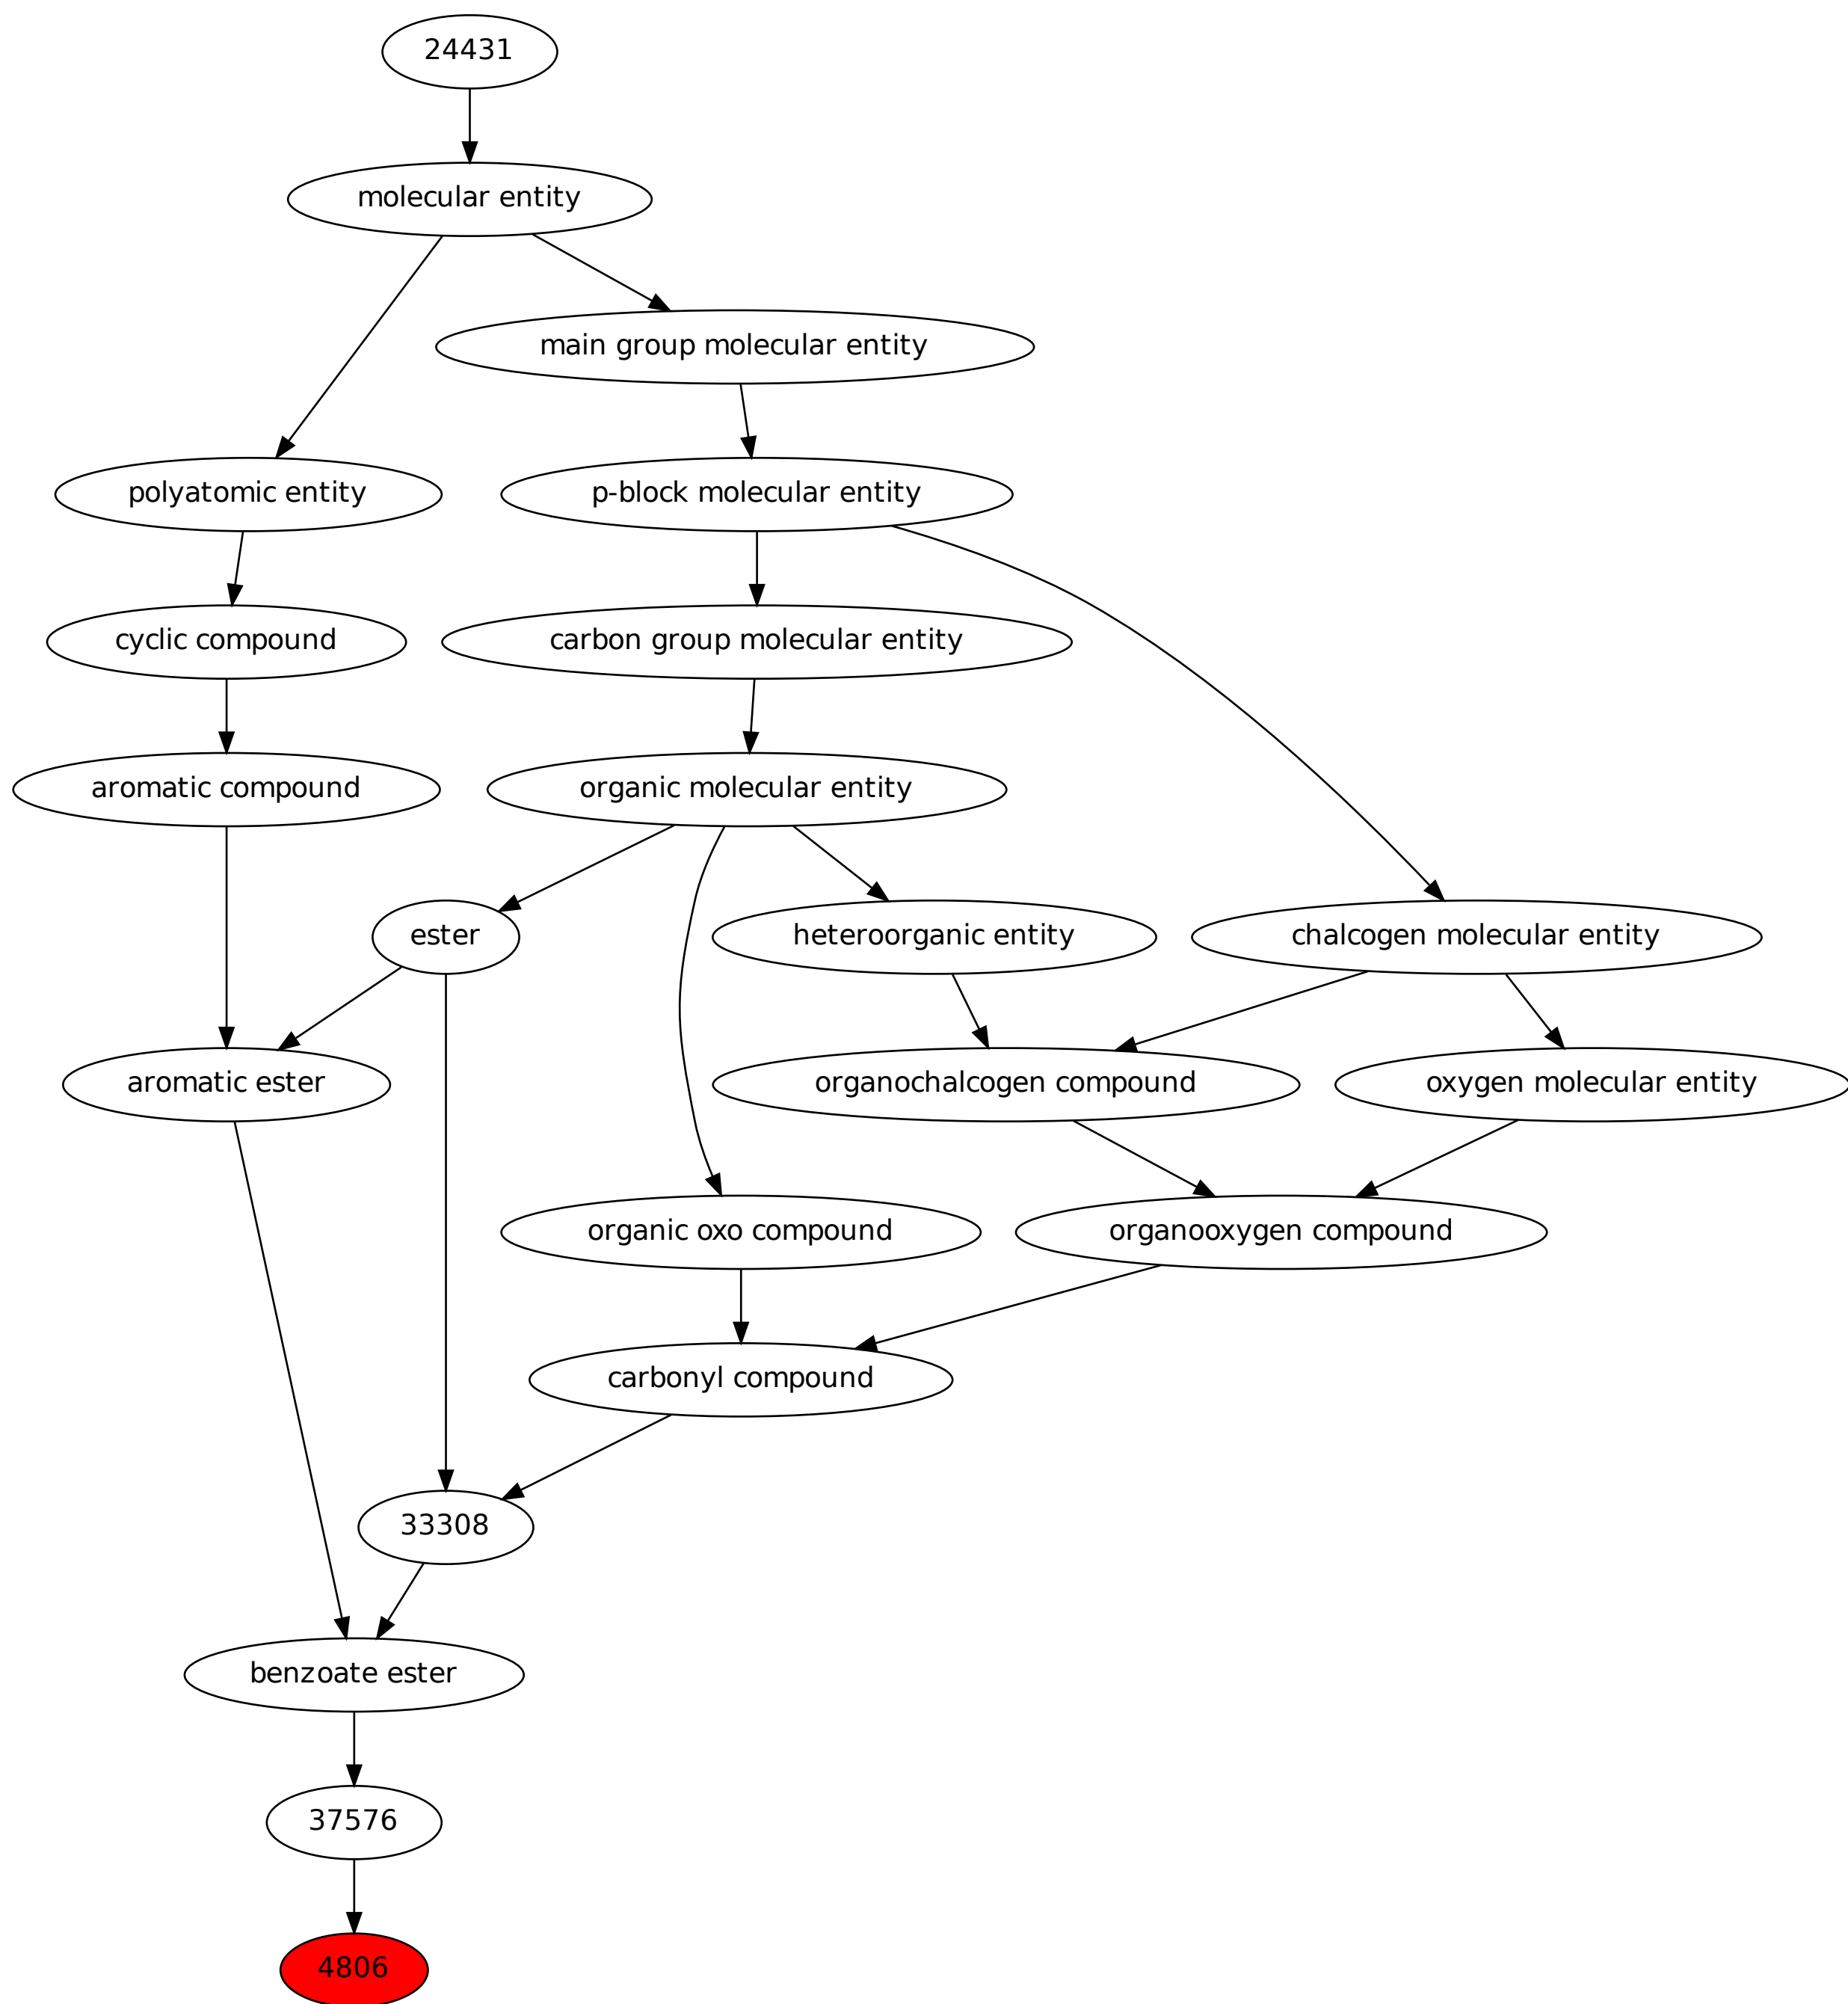 24431
molecular entity
main group molecular entity
polyatomic entity
p-block molecular entity
cyclic compound
carbon group molecular entity
aromatic compound
organic molecular entity
ester
heteroorganic entity
chalcogen molecular entity
aromatic ester
organochalcogen compound
oxygen molecular entity
organic oxo compound
organooxygen compound
carbonyl compound
33308
benzoate ester
37576
4806